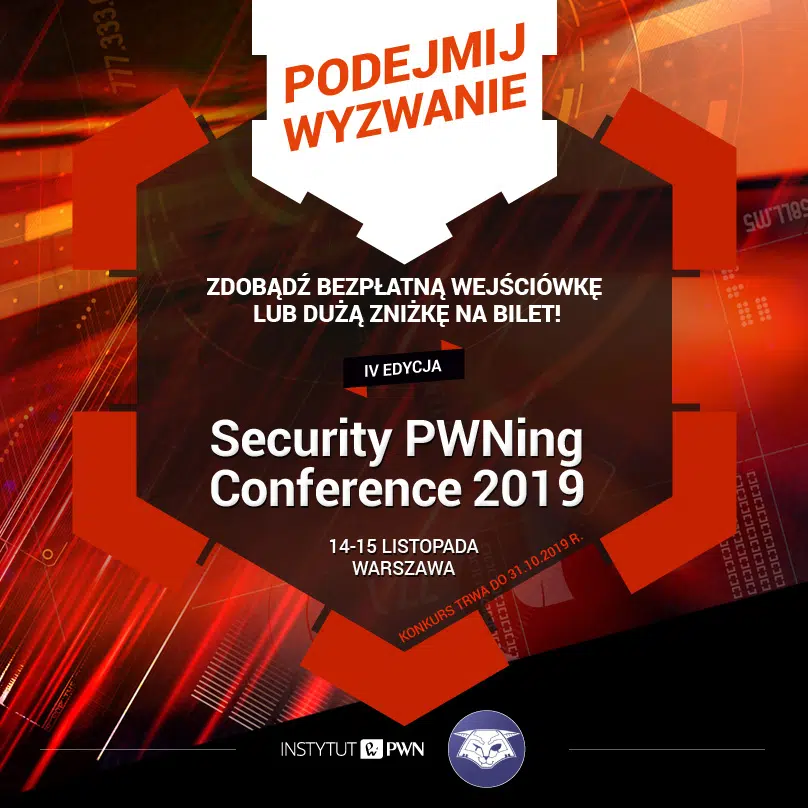 PODEJMIJ
WYZWANIE
ZDOBĄDŹ BEZPŁATNĄ WEJŚCIÓWKĘ
LUB DUŻĄ ZNIŻKĘ NA BILET!
IV EDYCJA
Security PWNing
Conference 2019
14-15 LISTOPADA
WARSZAWA
KONKURS TRWA DO 31.10.2019 R.
INSTYTUT PWN